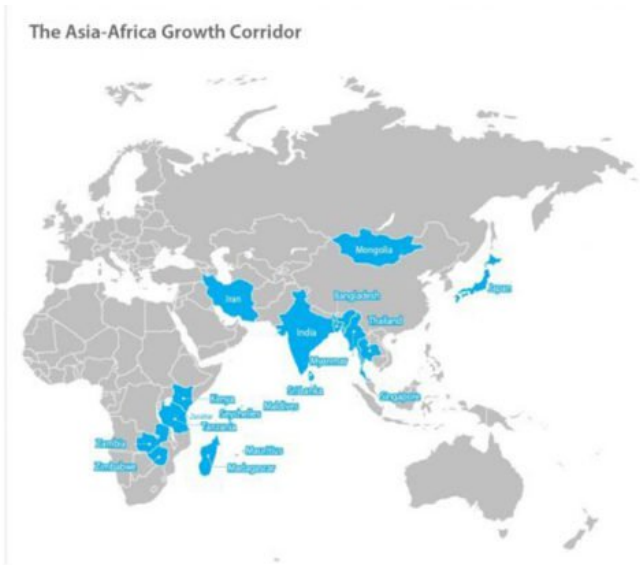 The Asia-Africa Growth Corridor
Mongolia
Japan
Iran
Bangladesh
India
Thailand
Myanmar
Sri Lanka
Singapore
Kenya
Maldives
Seychelles
Tanzania
Zambia
Mauritius
Zimbabwe
Madagascar